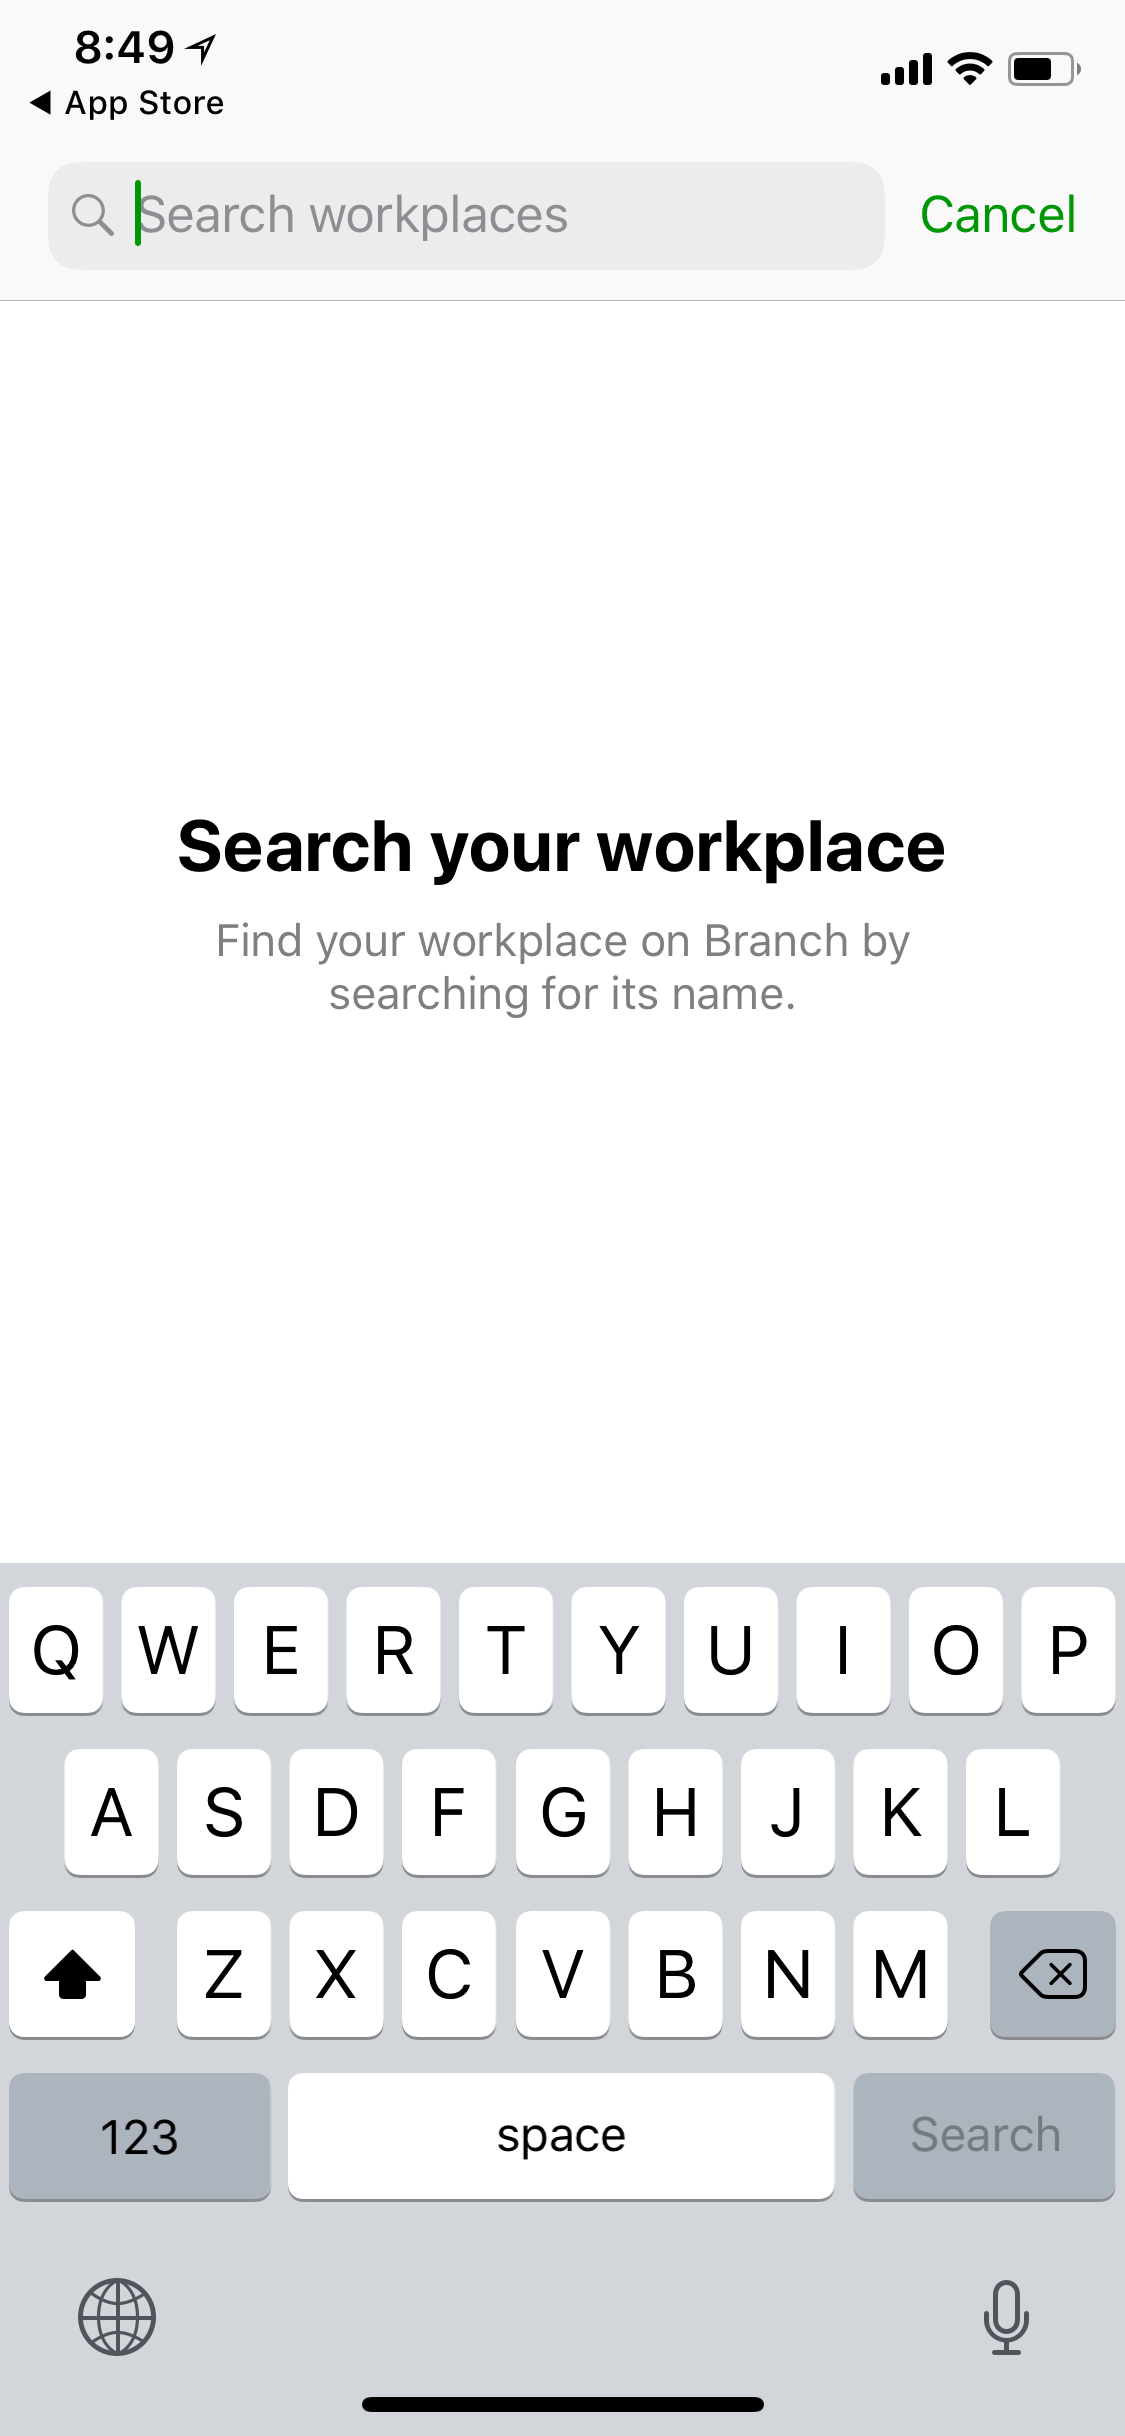 8:49
App Store
Search workplaces
Cancel
Search your workplace
Find your workplace on Branch by
searching for its name.
Q W E R T Y U I O P
A S D F G H J K L
Z X C V B N M
123 space Search